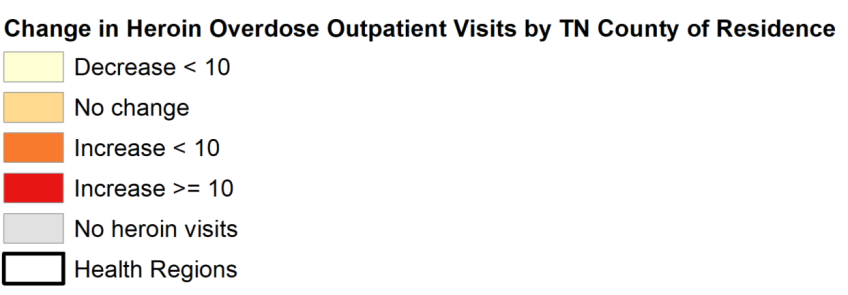 Change in Heroin Overdose Outpatient Visits by TN County of Residence
Decrease < 10
No change
Increase < 10
Increase >= 10
No heroin visits
Health Regions